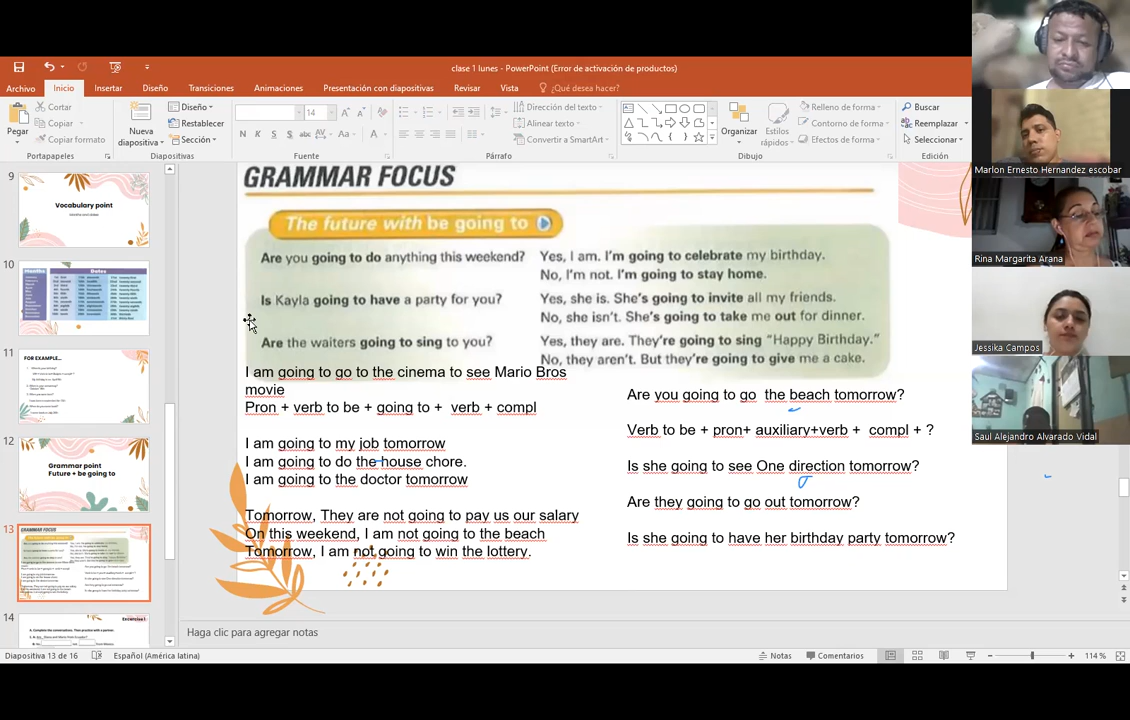 clase 1 lunes - PowerPoint (Error de activación de productos)
Archivo Inicio Insertar Diseño Transiciones Animaciones Presentación con diapositivas Revisar Vista ¿Qué desea hacer?
Pegar
Cortar
Copiar
Copiar formato
Portapapeles
Nueva diapositiva
Diseño
Restablecer
Sección
Diapositivas
14
N K S S abc AV Aa A
Fuente
Dirección del texto
Alinear texto
Convertir a SmartArt
Párrafo
Organizar
Estilos rápidos
Relleno de forma
Contorno de forma
Efectos de forma
Dibujo
Buscar
Reemplazar
Seleccionar
Edición
9
Vocabulary point
10
Months Dates
11
FOR EXAMPLE...
12
Grammar point
Future + be going to
13
GRAMMAR FOCUS
14
GRAMMAR FOCUS
The future with be going to
Are you going to do anything this weekend? Yes, I am. I'm going to celebrate my birthday.
No, I'm not. I'm going to stay home.
Is Kayla going to have a party for you? Yes, she is. She's going to invite all my friends.
No, she isn't. She's going to take me out for dinner.
Are the waiters going to sing to you? Yes, they are. They're going to sing "Happy Birthday."
No, they aren't. But they're going to give me a cake.
I am going to go to the cinema to see Mario Bros
movie
Pron + verb to be + going to + verb + compl
I am going to my job tomorrow
I am going to do the house chore.
I am going to the doctor tomorrow
Tomorrow, They are not going to pay us our salary
On this weekend, I am not going to the beach
Tomorrow, I am not going to win the lottery.
Are you going to go the beach tomorrow?
Verb to be + pron+ auxiliary+verb + compl + ?
Is she going to see One direction tomorrow?
Are they going to go out tomorrow?
Is she going to have her birthday party tomorrow?
Haga clic para agregar notas
Diapositiva 13 de 16 Español (América latina) Notas Comentarios 114 %
Marlon Ernesto Hernandez escobar
Rina Margarita Arana
Jessika Campos
Saul Alejandro Alvarado Vidal